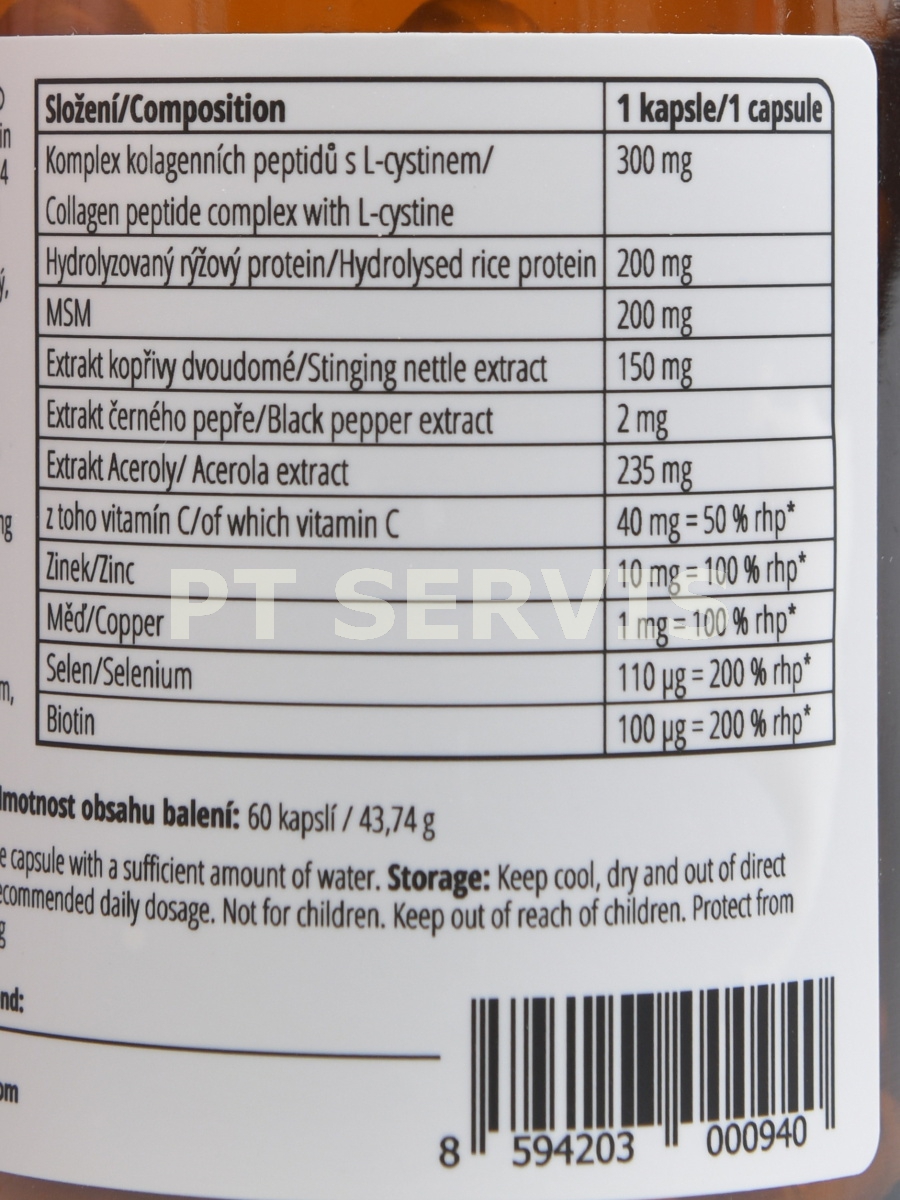 Složení/Composition 1 kapsle/1 capsule
Komplex kolagenních peptidů s L-cystinem/ 300 mg
Collagen peptide complex with L-cystine
Hydrolyzovaný rýžový protein/Hydrolysed rice protein 200 mg
MSM 200 mg
Extrakt kopřivy dvoudomé/Stinging nettle extract 150 mg
Extrakt černého pepře/Black pepper extract 2 mg
Extrakt Aceroly/ Acerola extract 235 mg
z toho vitamín C/of which vitamin C 40 mg = 50 % rhp*
Zinek/Zinc 10 mg = 100 % rhp*
PT SERVIS
Měď/Copper 1 mg = 100 % rhp*
Selen/Selenium 110 µg = 200 % rhp*
Biotin 100 µg = 200 % rhp*
obsahu balení: 60 kapslí / 43,74 g
capsule with a sufficient amount of water. Storage: Keep cool, dry and out of direct
daily dosage. Not for children. Keep out of reach of children. Protect from
8 594203 000940